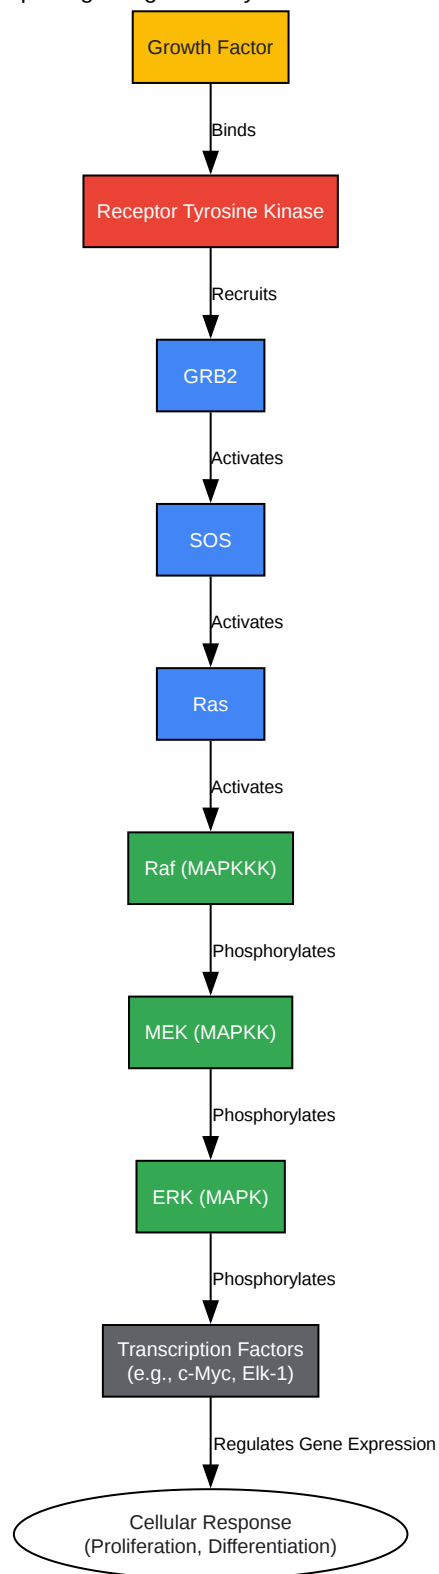 Growth Factor
Binds
Receptor Tyrosine Kinase
Recruits
GRB2
Activates
SOS
Activates
Ras
Activates
Raf (MAPKKK)
Phosphorylates
MEK (MAPKK)
Phosphorylates
ERK (MAPK)
Phosphorylates
Transcription Factors
(e.g., c-Myc, Elk-1)
Regulates Gene Expression
Cellular Response
(Proliferation, Differentiation)